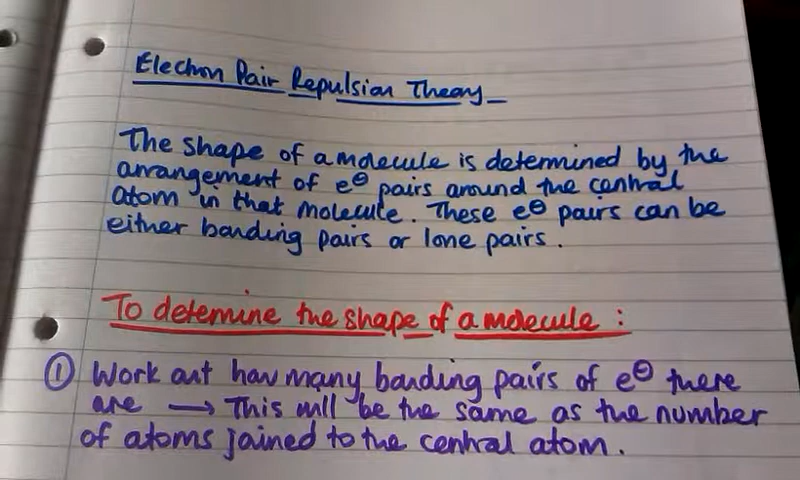 Electron Pair Repulsion Theory
The shape of a molecule is determined by the
arrangement of e⊖ pairs around the central
atom in that molecule. These e⊖ pairs can be
either bonding pairs or lone pairs.
To determine the shape of a molecule :
① Work out how many bonding pairs of e⊖ there
are → This will be the same as the number
of atoms joined to the central atom.